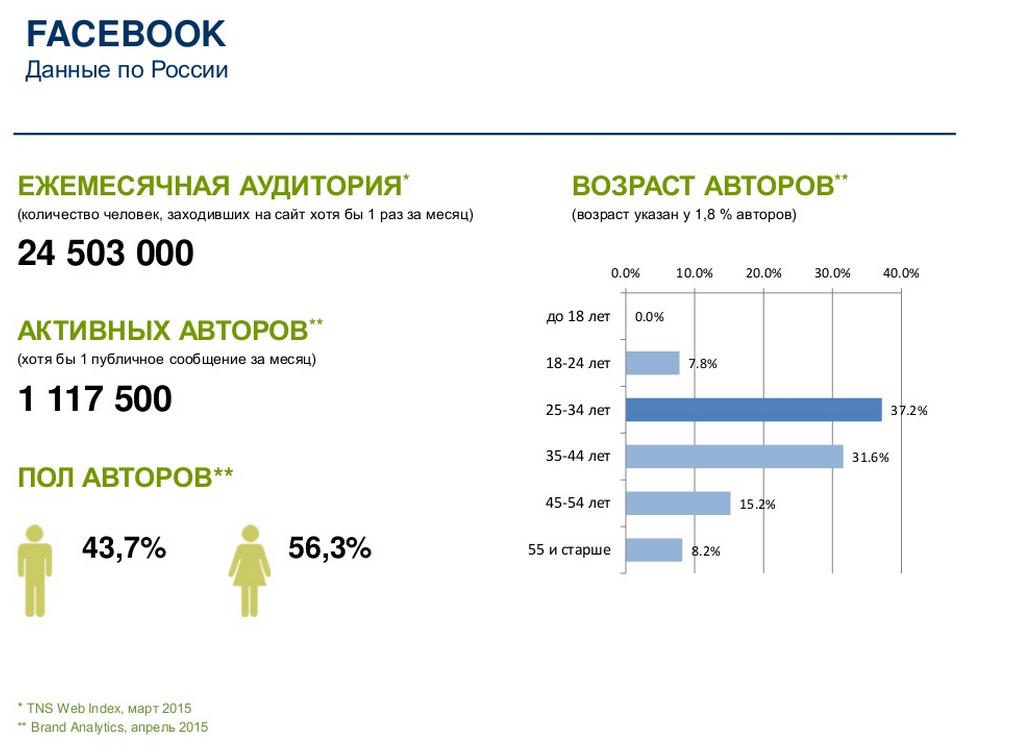 FACEBOOK
Данные по России
ЕЖЕМЕСЯЧНАЯ АУДИТОРИЯ*
(количество человек, заходивших на сайт хотя бы 1 раз за месяц)
24 503 000
АКТИВНЫХ АВТОРОВ**
(хотя бы 1 публичное сообщение за месяц)
1 117 500
ПОЛ АВТОРОВ**
43,7% 56,3%
ВОЗРАСТ АВТОРОВ**
(возраст указан у 1,8 % авторов)
0.0% 10.0% 20.0% 30.0% 40.0%
до 18 лет 0.0%
18-24 лет 7.8%
25-34 лет 37.2%
35-44 лет 31.6%
45-54 лет 15.2%
55 и старше 8.2%
* TNS Web Index, март 2015
** Brand Analytics, апрель 2015